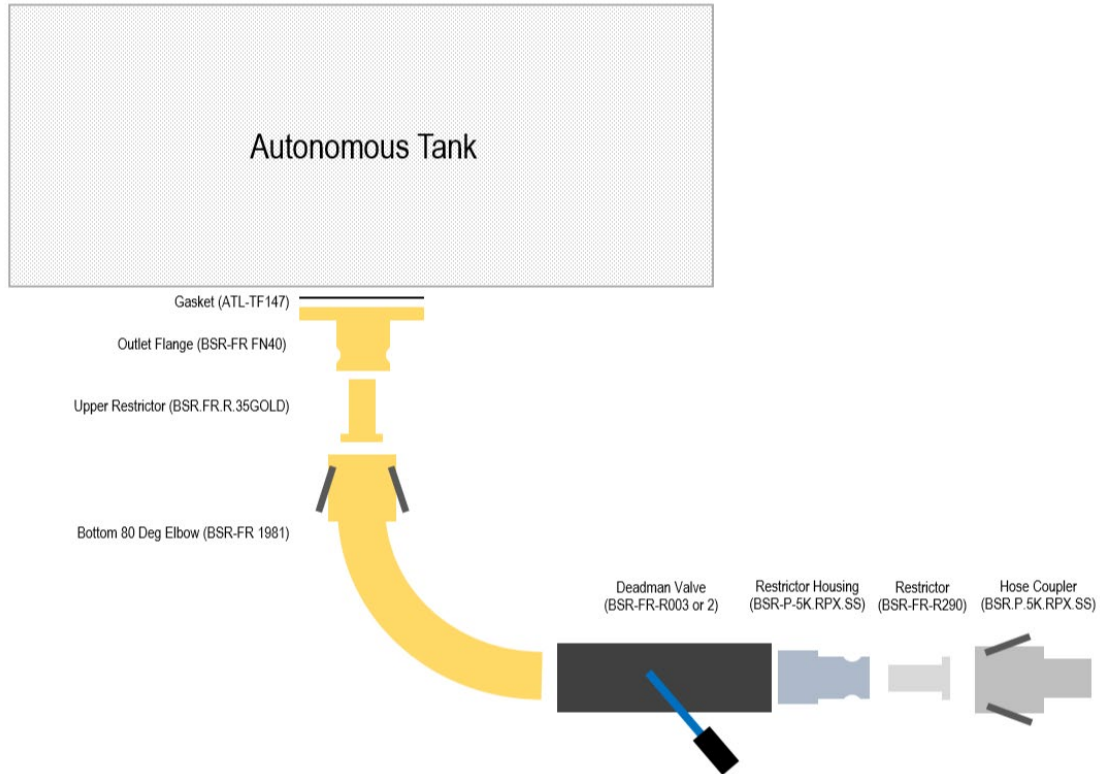 Autonomous Tank
Gasket (ATL-TF147)
Outlet Flange (BSR-FR FN40)
Upper Restrictor (BSR.FR.R.35GOLD)
Bottom 80 Deg Elbow (BSR-FR 1981)
Deadman Valve
(BSR-FR-R003 or 2)
Restrictor Housing
(BSR-P-5K.RPX.SS)
Restrictor
(BSR-FR-R290)
Hose Coupler
(BSR.P.5K.RPX.SS)